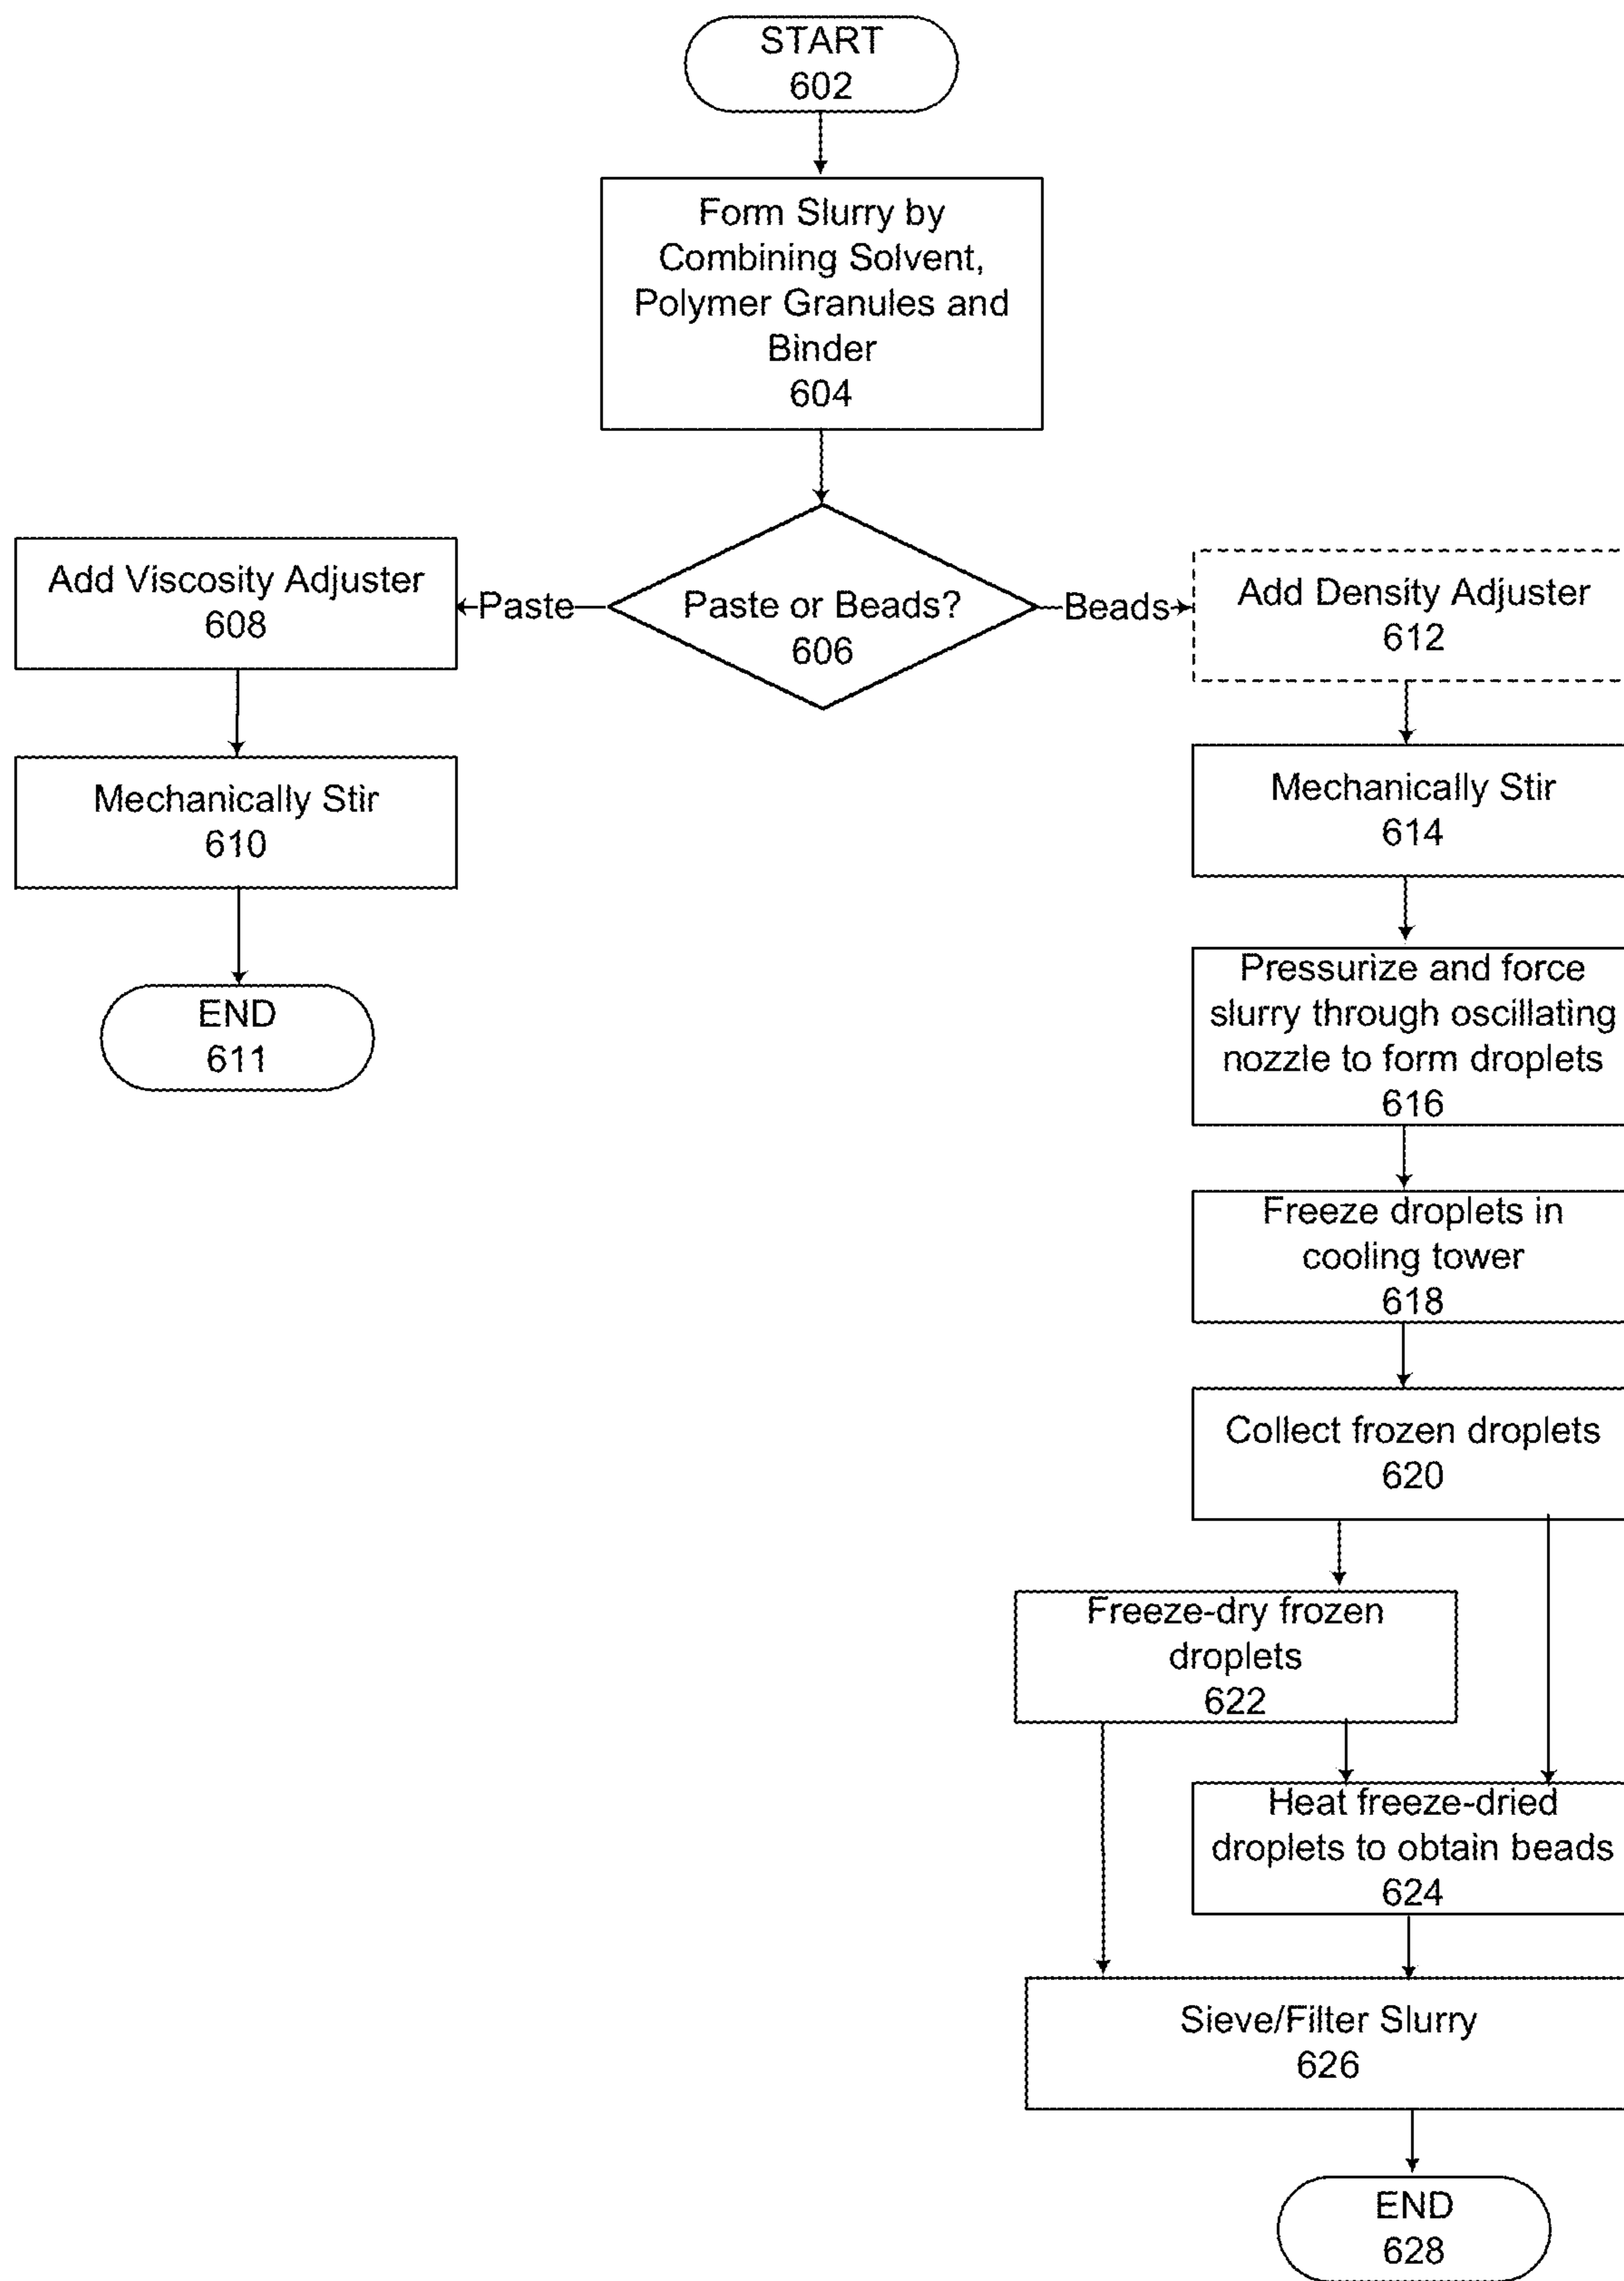 START
602
Form Slurry by
Combining Solvent,
Polymer Granules and
Binder
604
Paste or Beads?
606
Paste
Beads
Add Viscosity Adjuster
608
Mechanically Stir
610
END
611
Add Density Adjuster
612
Mechanically Stir
614
Pressurize and force
slurry through oscillating
nozzle to form droplets
616
Freeze droplets in
cooling tower
618
Collect frozen droplets
620
Freeze-dry frozen
droplets
622
Heat freeze-dried
droplets to obtain beads
624
Sieve/Filter Slurry
626
END
628